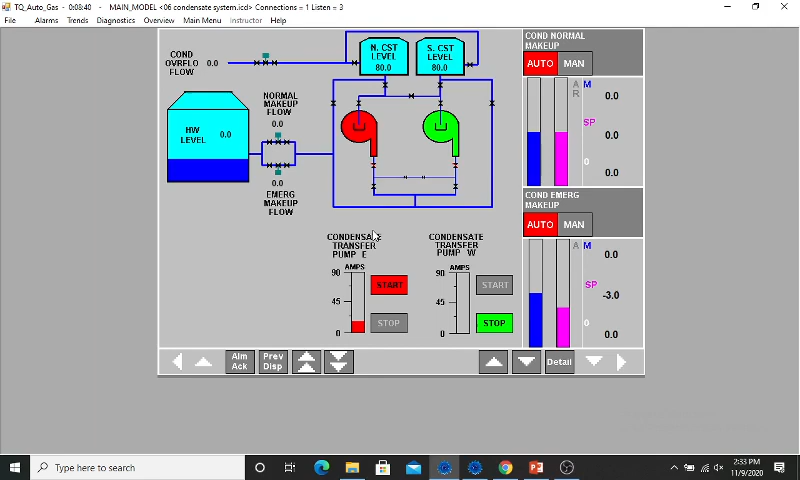 TQ_Auto_Gas - 0:08:40 - MAIN_MODEL <06 condensate system.icd> Connections = 1 Listen = 3
File Alarms Trends Diagnostics Overview Main Menu Instructor Help
COND
OVRFLO
FLOW
0.0
N. CST
LEVEL
80.0
S. CST
LEVEL
80.0
HW
LEVEL
0.0
NORMAL
MAKEUP
FLOW
0.0
0.0
EMERG
MAKEUP
FLOW
CONDENSATE
TRANSFER
PUMP E
AMPS
90
45
0
START
STOP
CONDENSATE
TRANSFER
PUMP W
AMPS
90
45
0
START
STOP
COND NORMAL
MAKEUP
AUTO MAN
A
R
M
0.0
SP
0.0
0
0.0
COND EMERG
MAKEUP
AUTO MAN
M
0.0
SP
-3.0
0
0.0
Alm
Ack
Prev
Disp
Detail
Type here to search
2:33 PM
11/9/2020